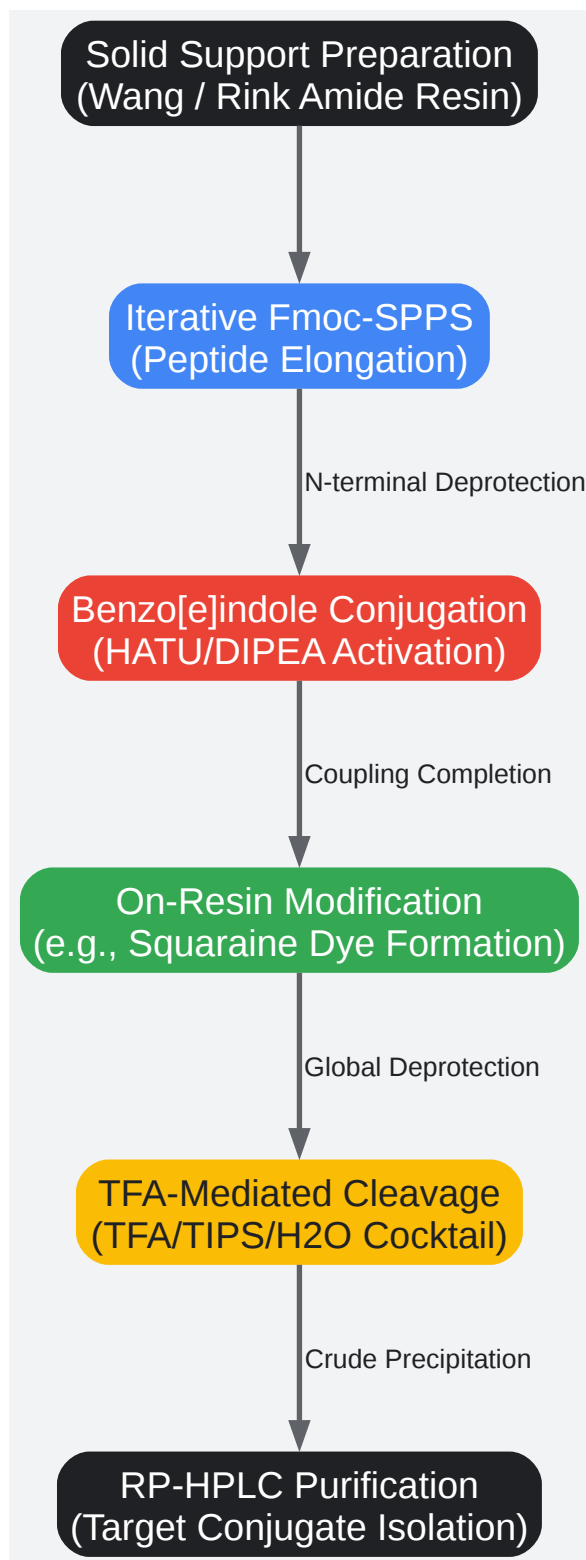 Solid Support Preparation
(Wang / Rink Amide Resin)
Iterative Fmoc-SPPS
(Peptide Elongation)
N-terminal Deprotection
Benzo[e]indole Conjugation
(HATU/DIPEA Activation)
Coupling Completion
On-Resin Modification
(e.g., Squaraine Dye Formation)
Global Deprotection
TFA-Mediated Cleavage
(TFA/TIPS/H2O Cocktail)
Crude Precipitation
RP-HPLC Purification
(Target Conjugate Isolation)